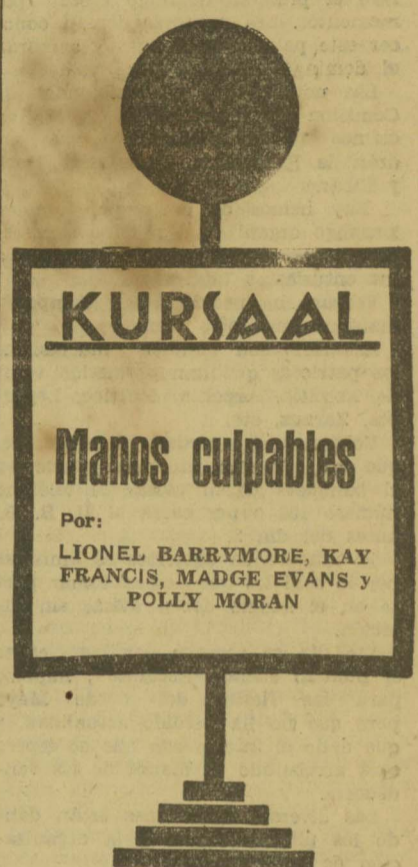 KURSAAL
Manos culpables
Por:
LIONEL BARRYMORE, KAY
FRANCIS, MADGE EVANS y
POLLY MORAN